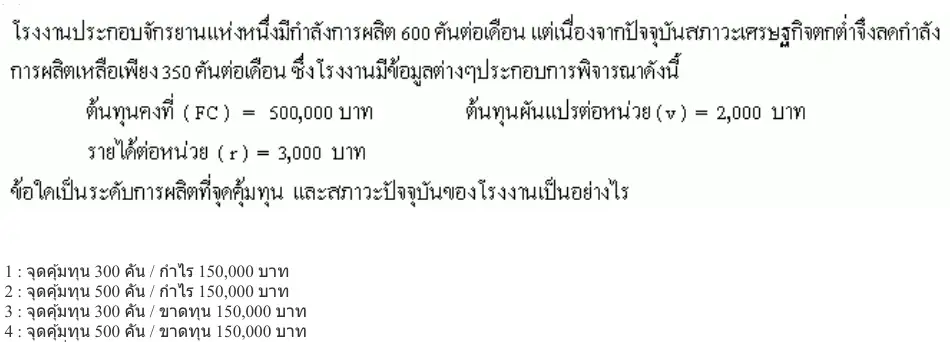 โรงงานประกอบจักรยานแห่งหนึ่งมีกำลังการผลิต 600 คันต่อเดือน แต่เนื่องจากปัจจุบันสภาวะเศรษฐกิจตกต่ำจึงลดกำลัง
การผลิตเหลือเพียง 350 คันต่อเดือน ซึ่งโรงงานมีข้อมูลต่างๆประกอบการพิจารณาดังนี้
ต้นทุนคงที่ (FC) = 500,000 บาท ต้นทุนผันแปรต่อหน่วย (v) = 2,000 บาท
รายได้ต่อหน่วย (r) = 3,000 บาท
ข้อใดเป็นระดับการผลิตที่จุดคุ้มทุน และสภาวะปัจจุบันของโรงงานเป็นอย่างไร
1 : จุดคุ้มทุน 300 คัน / กำไร 150,000 บาท
2 : จุดคุ้มทุน 500 คัน / กำไร 150,000 บาท
3 : จุดคุ้มทุน 300 คัน / ขาดทุน 150,000 บาท
4 : จุดคุ้มทุน 500 คัน / ขาดทุน 150,000 บาท